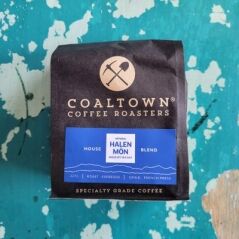 COALTOWN®
COFFEE ROASTERS
HOUSE
HALEN
MÔN
BLEND
SPECIALTY GRADE COFFEE